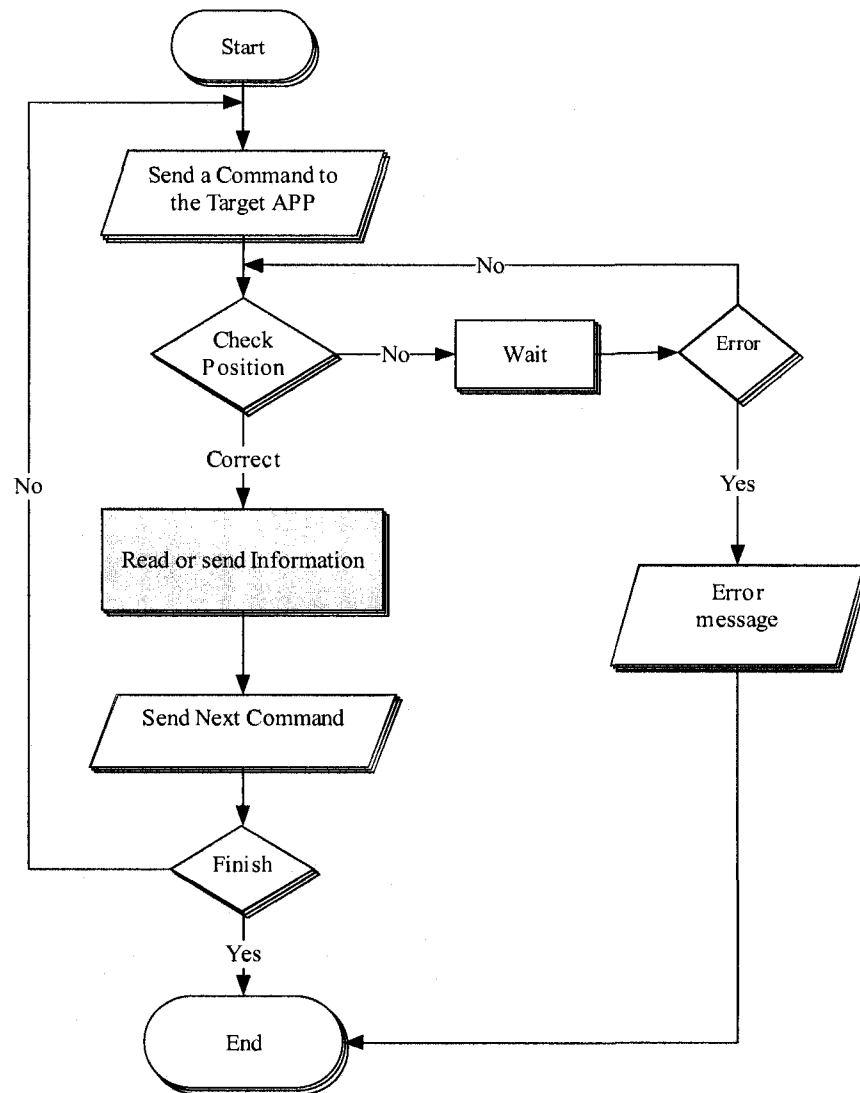 Start
Send a Command to
the Target APP
No
Check
Position
No
Wait
Error
Correct
Yes
No
Read or send Information
Error
message
Send Next Command
Finish
Yes
End